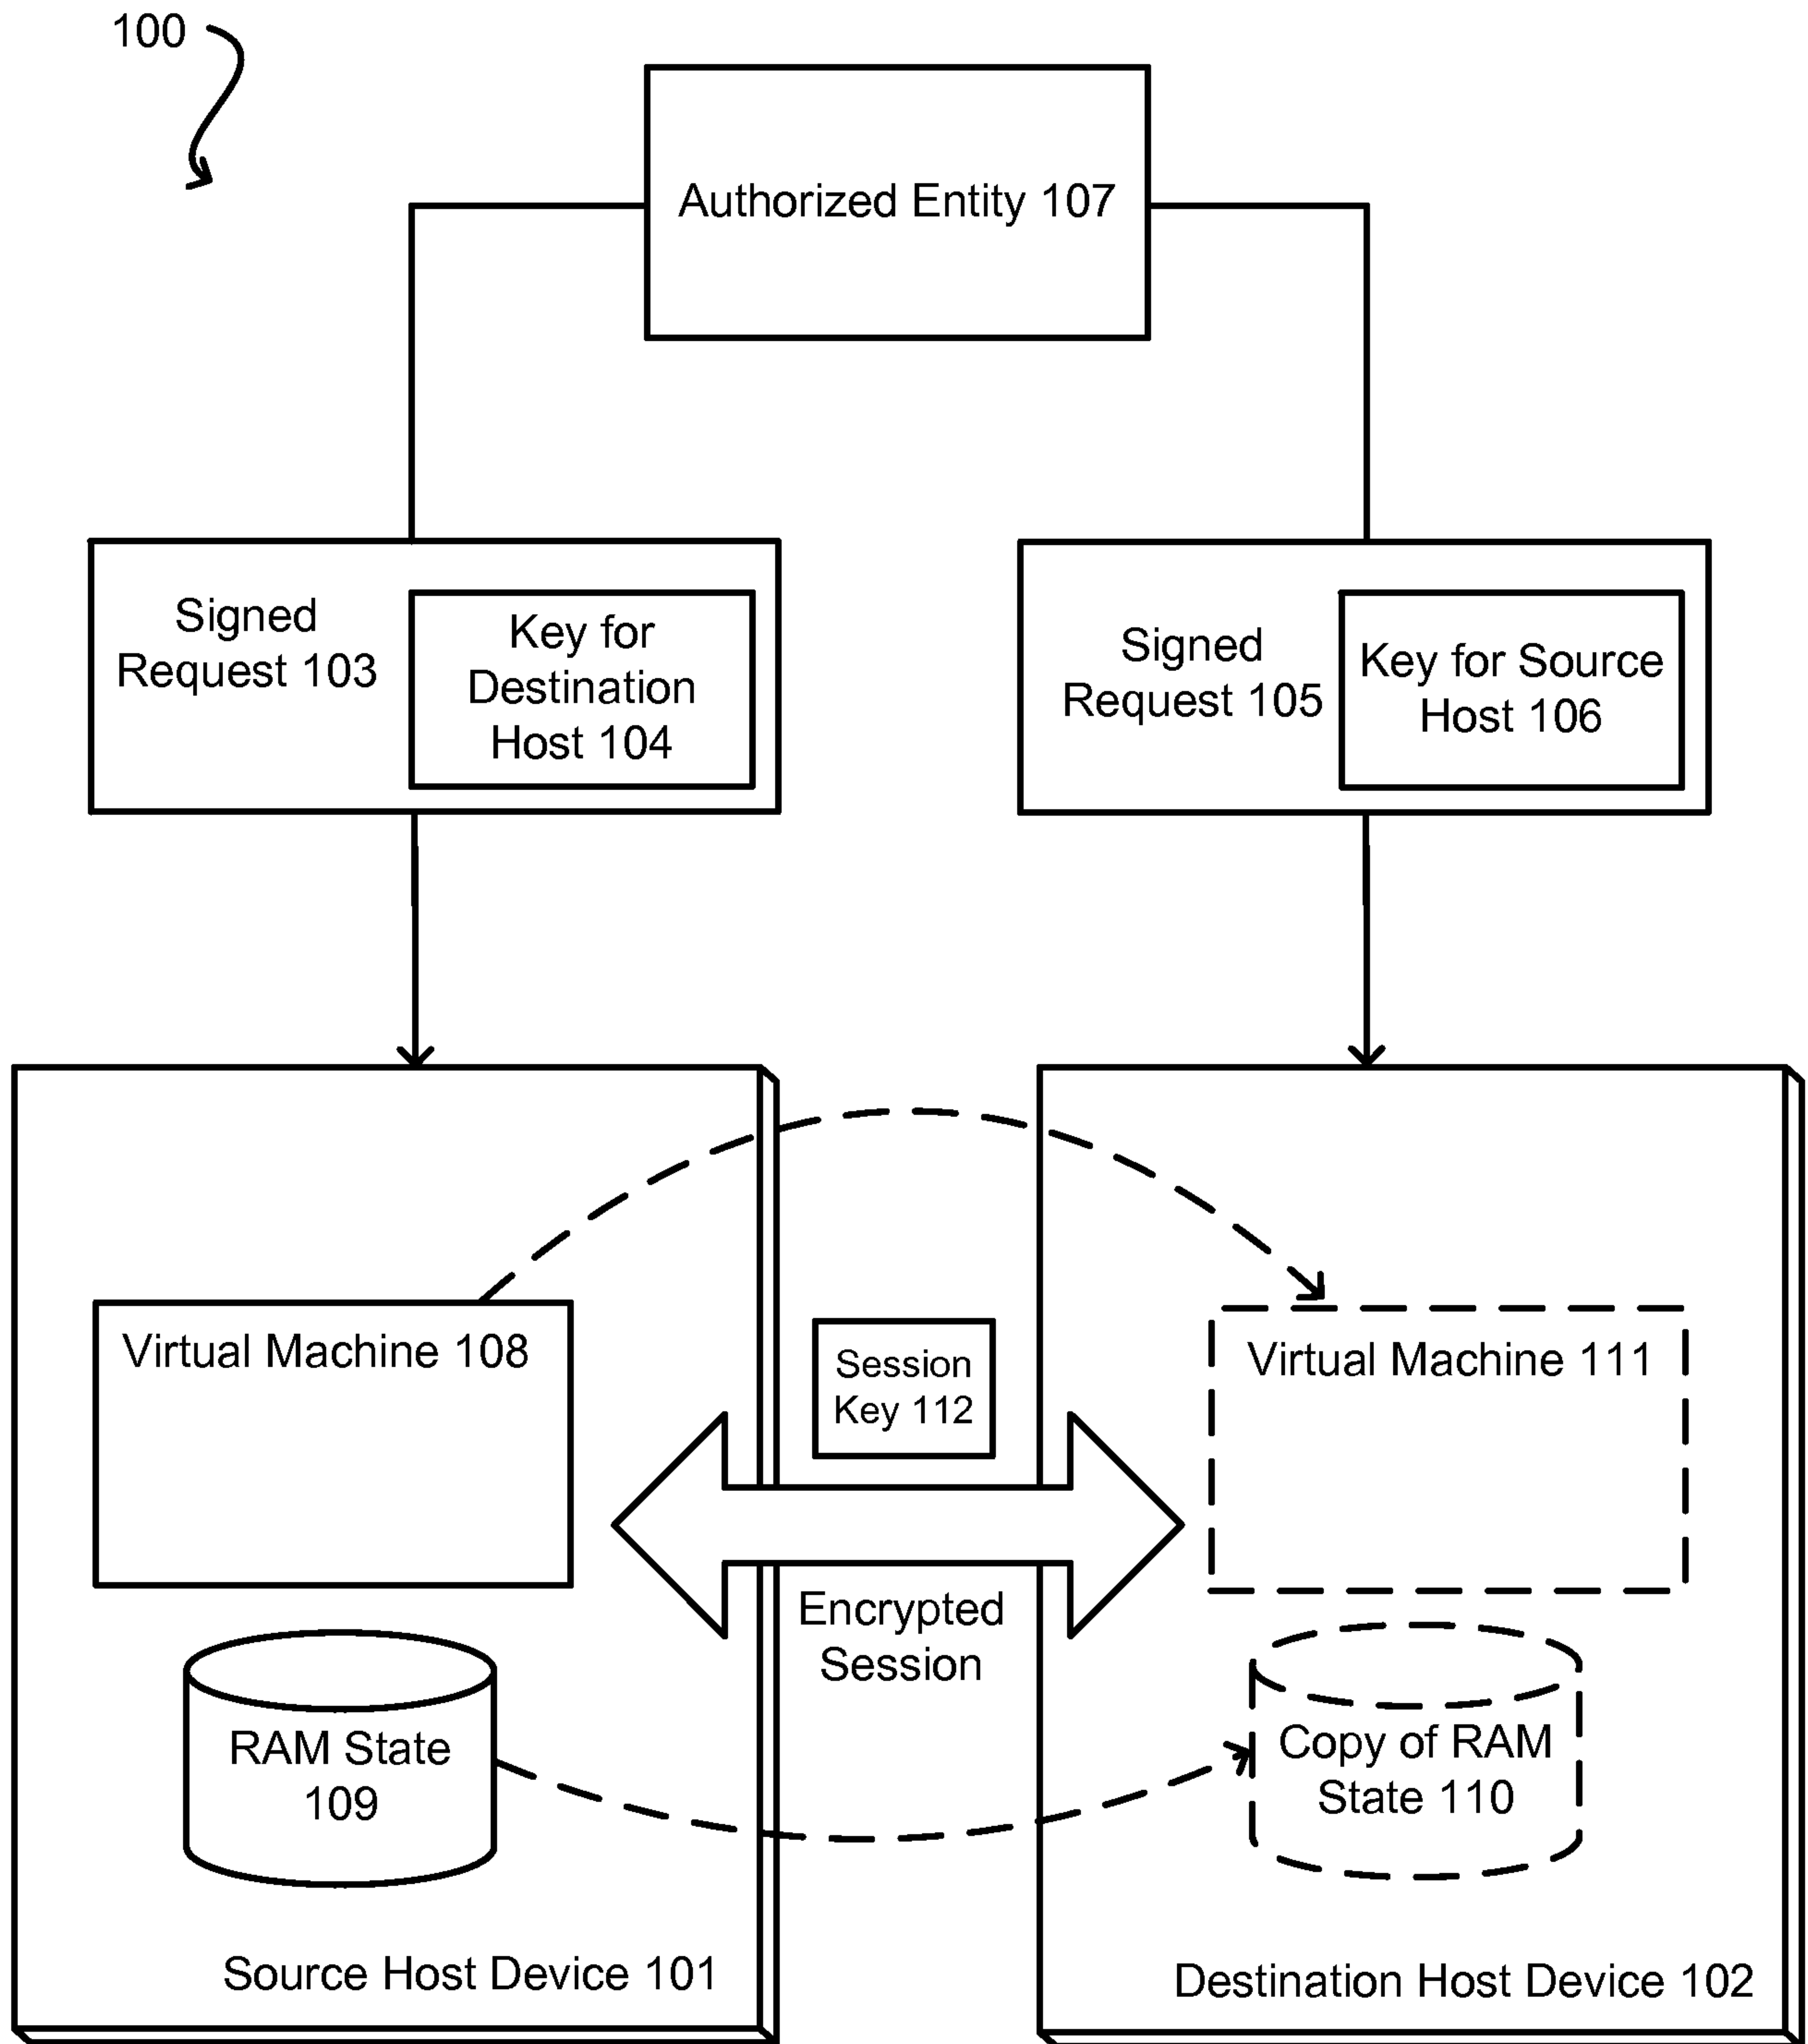 100
Authorized Entity 107
Signed
Request 103
Key for
Destination
Host 104
Signed
Request 105
Key for Source
Host 106
Virtual Machine 108
Session
Key 112
Virtual Machine 111
Encrypted
Session
RAM State
109
Copy of RAM
State 110
Source Host Device 101
Destination Host Device 102